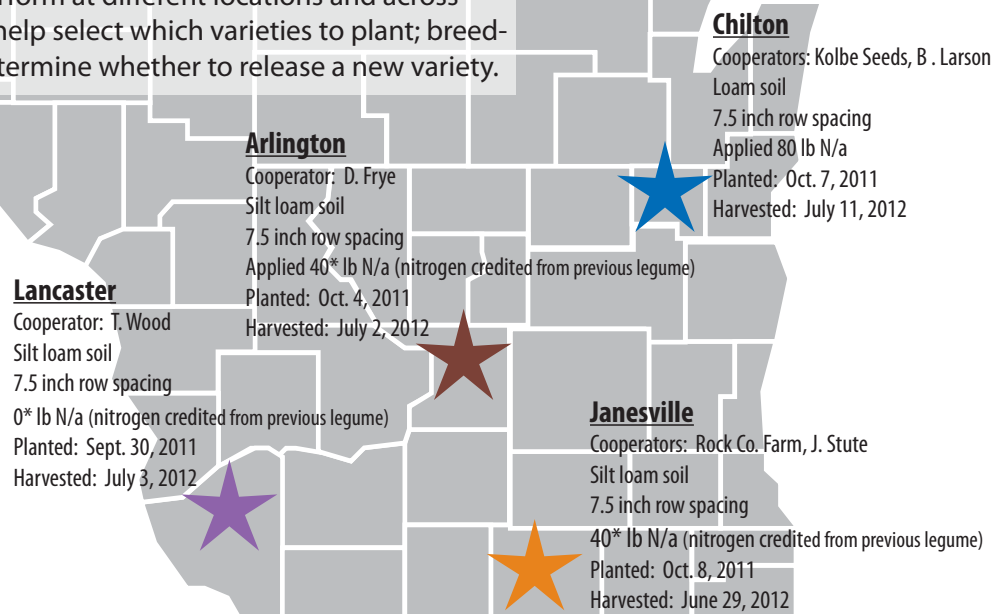 form at different locations and across
help select which varieties to plant; breed-
termine whether to release a new variety.
Chilton
Cooperators: Kolbe Seeds, B . Larson
Loam soil
7.5 inch row spacing
Applied 80 lb N/a
Planted: Oct. 7, 2011
Harvested: July 11, 2012
Arlington
Cooperator: D. Frye
Silt loam soil
7.5 inch row spacing
Applied 40* lb N/a (nitrogen credited from previous legume)
Planted: Oct. 4, 2011
Harvested: July 2, 2012
Lancaster
Cooperator: T. Wood
Silt loam soil
7.5 inch row spacing
0* lb N/a (nitrogen credited from previous legume)
Planted: Sept. 30, 2011
Harvested: July 3, 2012
Janesville
Cooperators: Rock Co. Farm, J. Stute
Silt loam soil
7.5 inch row spacing
40* lb N/a (nitrogen credited from previous legume)
Planted: Oct. 8, 2011
Harvested: June 29, 2012